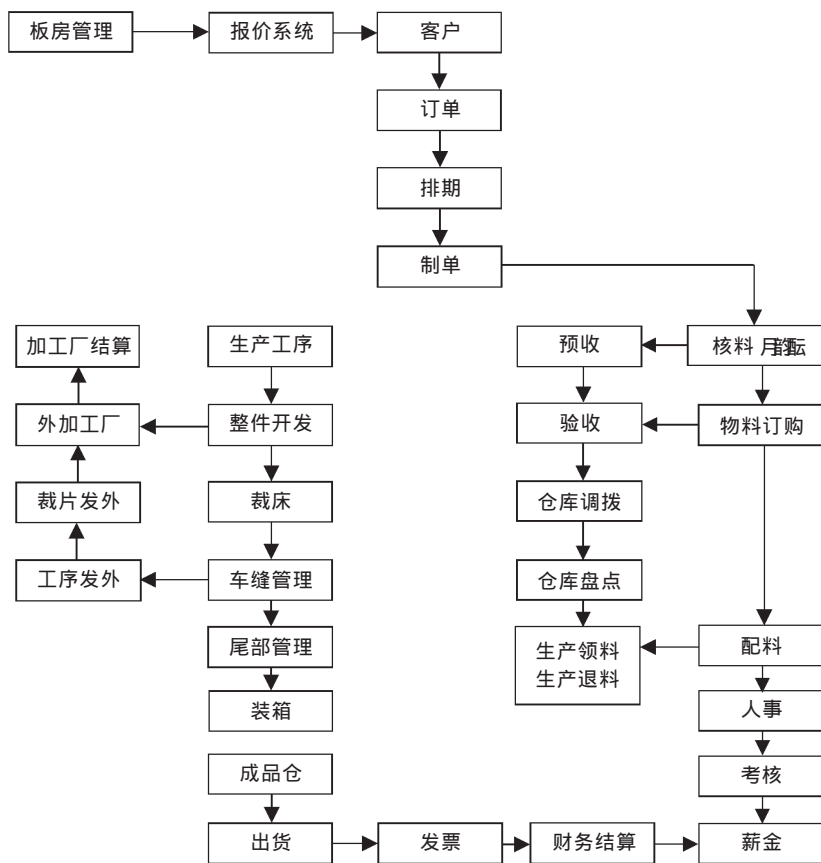 板房管理
报价系统
客户
订单
排期
制单
加工厂结算
生产工序
预收
核料
外加工厂
整件开发
验收
物料订购
裁片发外
裁床
仓库调拨
工序发外
车缝管理
仓库盘点
尾部管理
生产领料
生产退料
配料
装箱
人事
成品仓
考核
出货
发票
财务结算
薪金